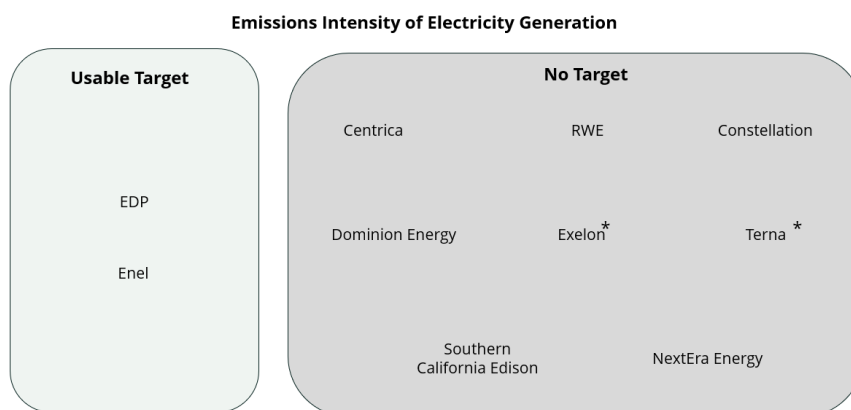 Emissions Intensity of Electricity Generation
Usable Target
No Target
Centrica
RWE
Constellation
EDP
Dominion Energy
Exelon*
Terna *
Enel
Southern
California Edison
NextEra Energy